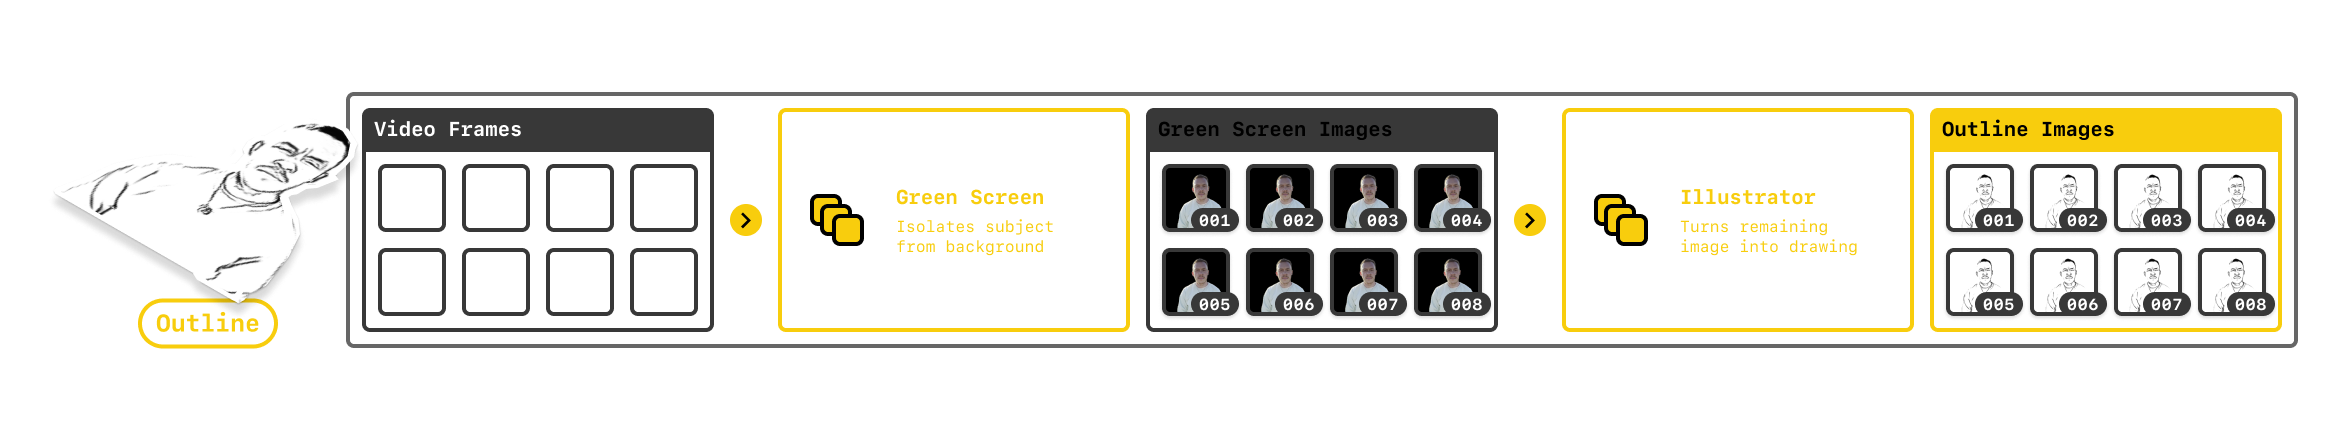 Outline
Video Frames
Green Screen
Isolates subject
from background
Green Screen Images
001 002 003 004
005 006 007 008
Illustrator
Turns remaining
image into drawing
Outline Images
001 002 003 004
005 006 007 008